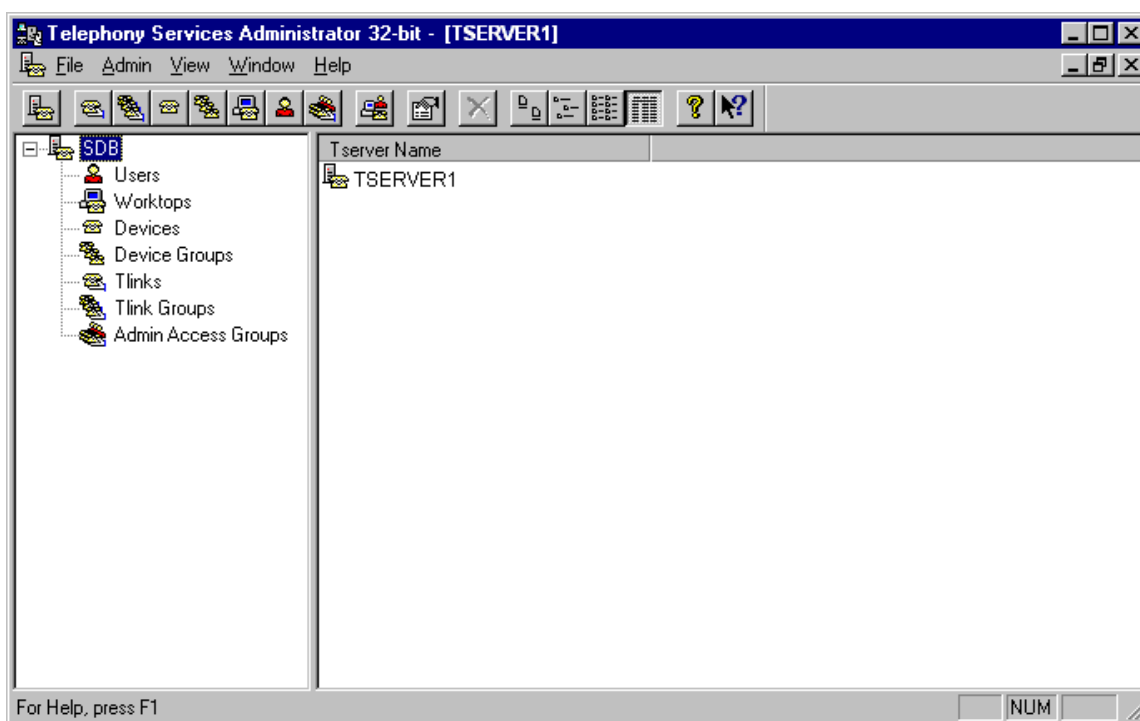 Telephony Services Administrator 32-bit - [TSERVER1]
File Admin View Window Help
SDB
Users
Worktops
Devices
Device Groups
Tlinks
Tlink Groups
Admin Access Groups
Tserver Name
TSERVER1
For Help, press F1
NUM